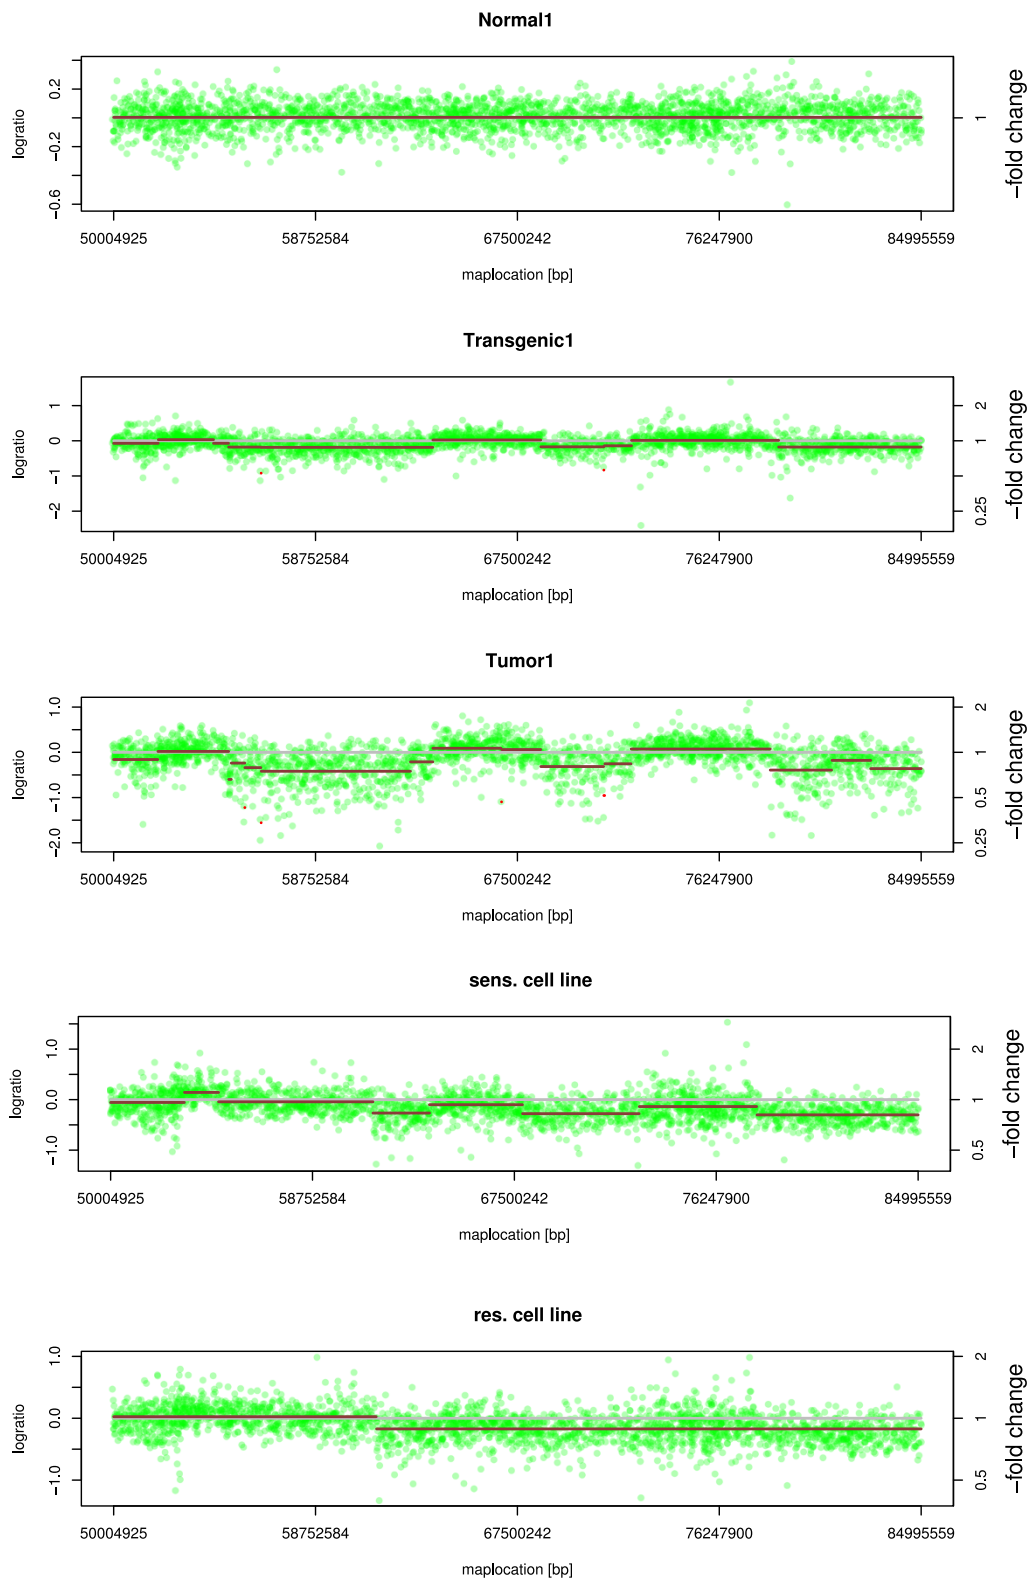 Normal1
0.2
−0.2
−0.6
logratio
1
−fold change
50004925 58752584 67500242 76247900 84995559
maplocation [bp]
Transgenic1
1
0
−1
−2
logratio
2
1
0.25
−fold change
50004925 58752584 67500242 76247900 84995559
maplocation [bp]
Tumor1
1.0
0.0
−1.0
−2.0
logratio
2
1
0.5
0.25
−fold change
50004925 58752584 67500242 76247900 84995559
maplocation [bp]
sens. cell line
1.0
0.0
−1.0
logratio
2
1
0.5
−fold change
50004925 58752584 67500242 76247900 84995559
maplocation [bp]
res. cell line
1.0
0.0
−1.0
logratio
2
1
0.5
−fold change
50004925 58752584 67500242 76247900 84995559
maplocation [bp]